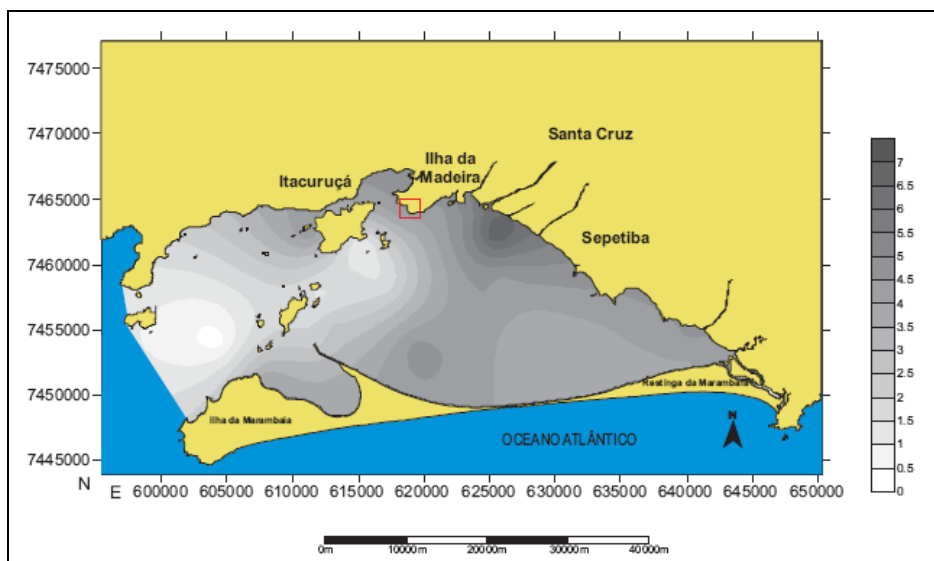 7475000
7470000
7465000
7460000
7455000
7450000
7445000
Santa Cruz
Ilha da
Madeira
Itacuruçá
Sepetiba
Restinga da Marambaia
Ilha da Marambaia
OCEANO ATLÂNTICO
N
N
E
600000 605000 610000 615000 620000 625000 630000 635000 640000 645000 650000
7
6.5
6
5.5
5
4.5
4
3.5
3
2.5
2
1.5
1
0.5
0
0m 10000m 20000m 30000m 40000m